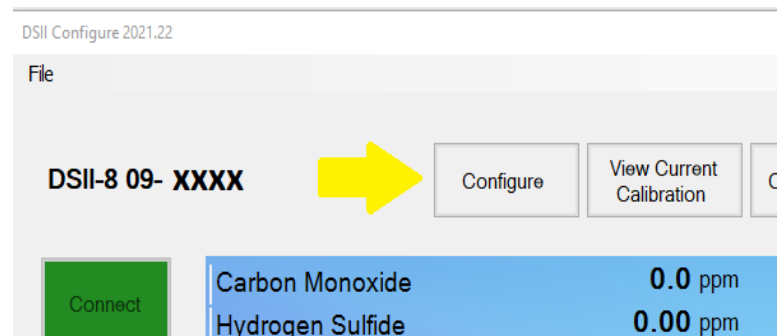 DSII Configure 2021.22
File
DSII-8 09- XXXX
Configure
View Current
Calibration
Connect
Carbon Monoxide 0.0 ppm
Hydrogen Sulfide 0.00 ppm